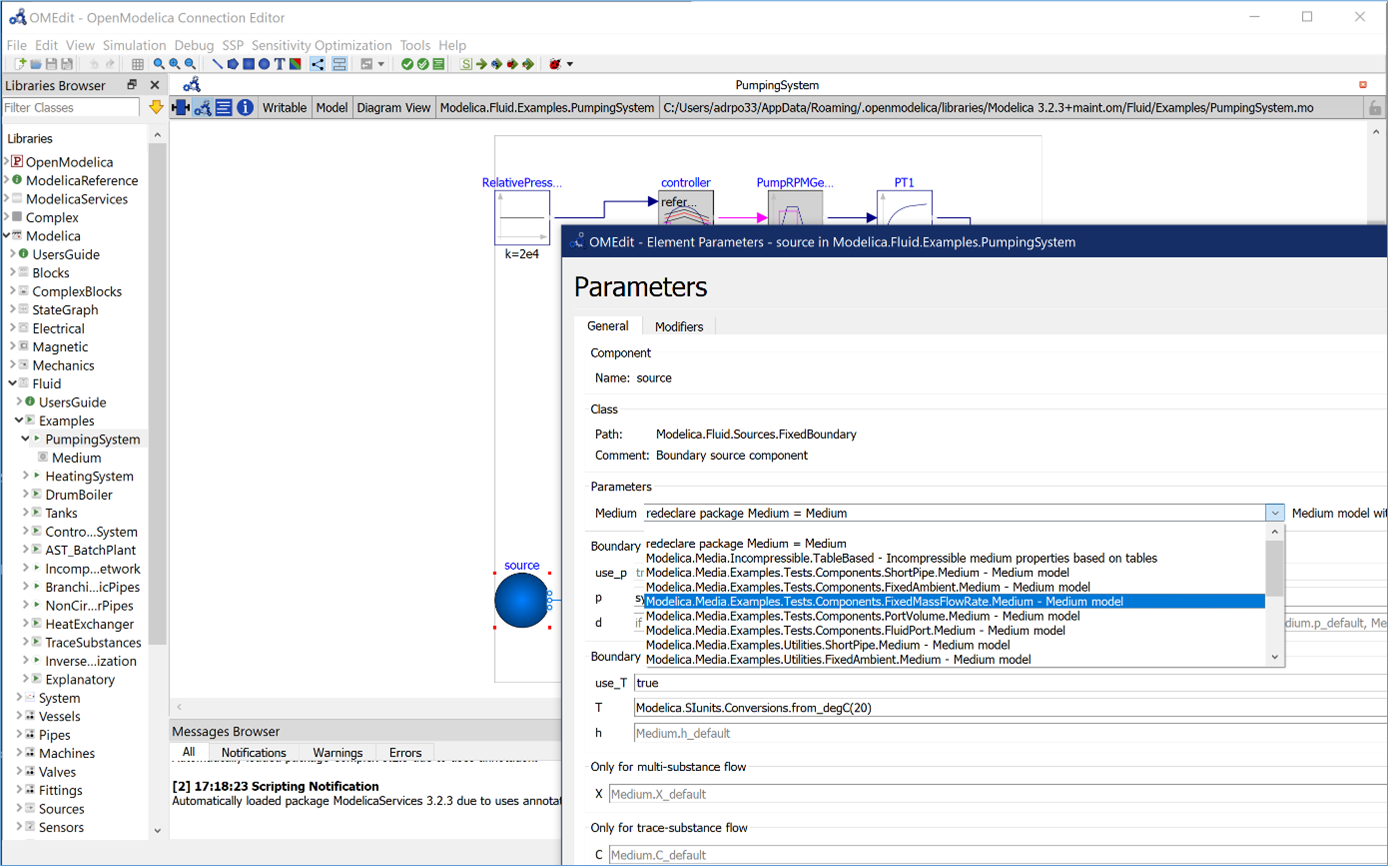 OMEdit - OpenModelica Connection Editor
File Edit View Simulation Debug SSP Sensitivity Optimization Tools Help
Libraries Browser
PumpingSystem
Filter Classes
Writable Model Diagram View Modelica.Fluid.Examples.PumpingSystem C:/Users/adrpo33/AppData/Roaming/.openmodelica/libraries/Modelica 3.2.3+maint.om/Fluid/Examples/PumpingSystem.mo
Libraries
OpenModelica
ModelicaReference
ModelicaServices
Complex
Modelica
UsersGuide
Blocks
ComplexBlocks
StateGraph
Electrical
Magnetic
Mechanics
Fluid
UsersGuide
Examples
PumpingSystem
Medium
HeatingSystem
DrumBoiler
Tanks
Contro...System
AST_BatchPlant
Incomp...etwork
Branchi...icPipes
NonCir...rPipes
HeatExchanger
TraceSubstances
Inverse...ization
Explanatory
System
Vessels
Pipes
Machines
Valves
Fittings
Sources
Sensors
RelativePress... controller PumpRPMGe... PT1
refer...
k=2e4
source
OMEdit - Element Parameters - source in Modelica.Fluid.Examples.PumpingSystem
Parameters
General Modifiers
Component
Name: source
Class
Path: Modelica.Fluid.Sources.FixedBoundary
Comment: Boundary source component
Parameters
Medium redeclare package Medium = Medium Medium model wit
redeclare package Medium = Medium
Modelica.Media.Incompressible.TableBased - Incompressible medium properties based on tables
Modelica.Media.Examples.Tests.Components.ShortPipe.Medium - Medium model
Modelica.Media.Examples.Tests.Components.FixedAmbient.Medium - Medium model
Modelica.Media.Examples.Tests.Components.FixedMassFlowRate.Medium - Medium model
Modelica.Media.Examples.Tests.Components.PortVolume.Medium - Medium model
Modelica.Media.Examples.Tests.Components.FluidPort.Medium - Medium model
Modelica.Media.Examples.Utilities.ShortPipe.Medium - Medium model
Modelica.Media.Examples.Utilities.FixedAmbient.Medium - Medium model
Boundary
use_p tr
p sy
d if dium.p_default, Me
Boundary
use_T true
T Modelica.SIunits.Conversions.from_degC(20)
h Medium.h_default
Only for multi-substance flow
X Medium.X_default
Only for trace-substance flow
C Medium.C_default
Messages Browser
All Notifications Warnings Errors
[2] 17:18:23 Scripting Notification
Automatically loaded package ModelicaServices 3.2.3 due to uses annotat